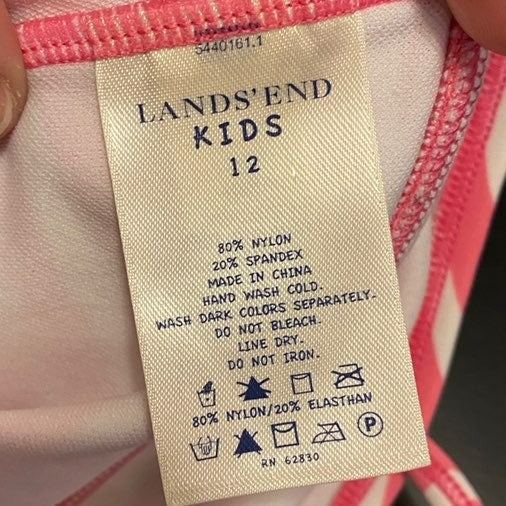 5440161.1
LANDS' END
KIDS
12
80% NYLON
20% SPANDEX
MADE IN CHINA
HAND WASH COLD.
WASH DARK COLORS SEPARATELY.
DO NOT BLEACH.
LINE DRY.
DO NOT IRON.
80% NYLON/20% ELASTHAN
P
RN 62830